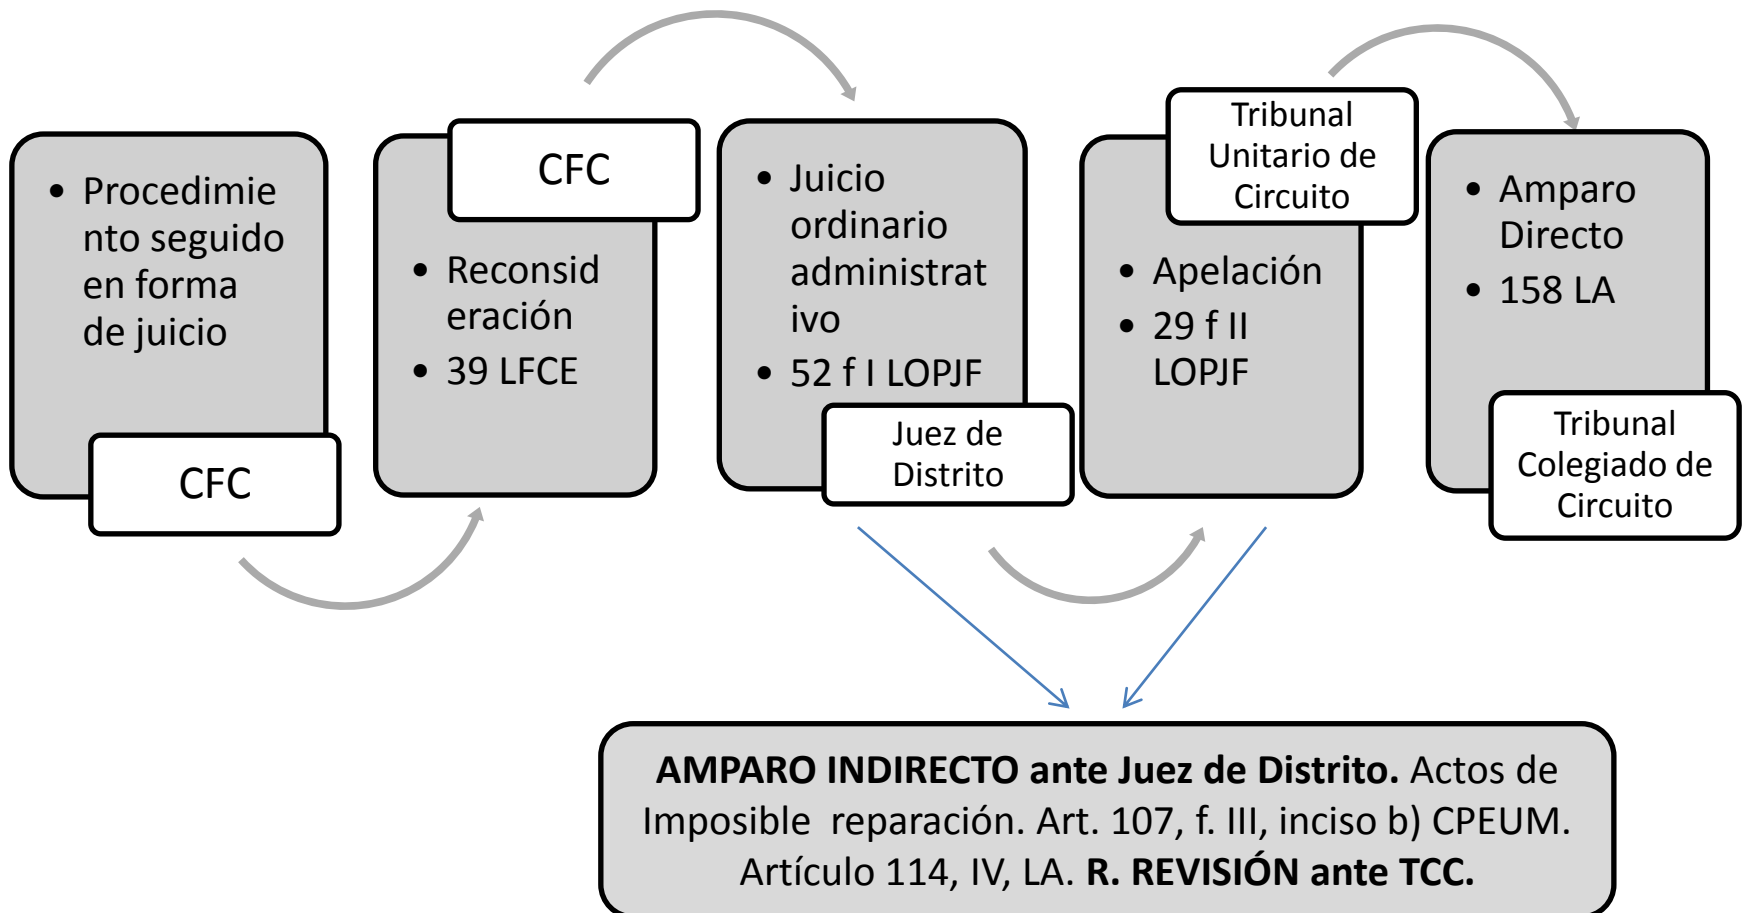 • Procedimie
nto seguido
en forma
de juicio
CFC
CFC
• Reconsid
eración
• 39 LFCE
• Juicio
ordinario
administrat
ivo
• 52 f I LOPJF
Juez de
Distrito
Tribunal
Unitario de
Circuito
• Apelación
• 29 f II
LOPJF
• Amparo
Directo
• 158 LA
Tribunal
Colegiado de
Circuito
AMPARO INDIRECTO ante Juez de Distrito. Actos de
Imposible reparación. Art. 107, f. III, inciso b) CPEUM.
Artículo 114, IV, LA. R. REVISIÓN ante TCC.